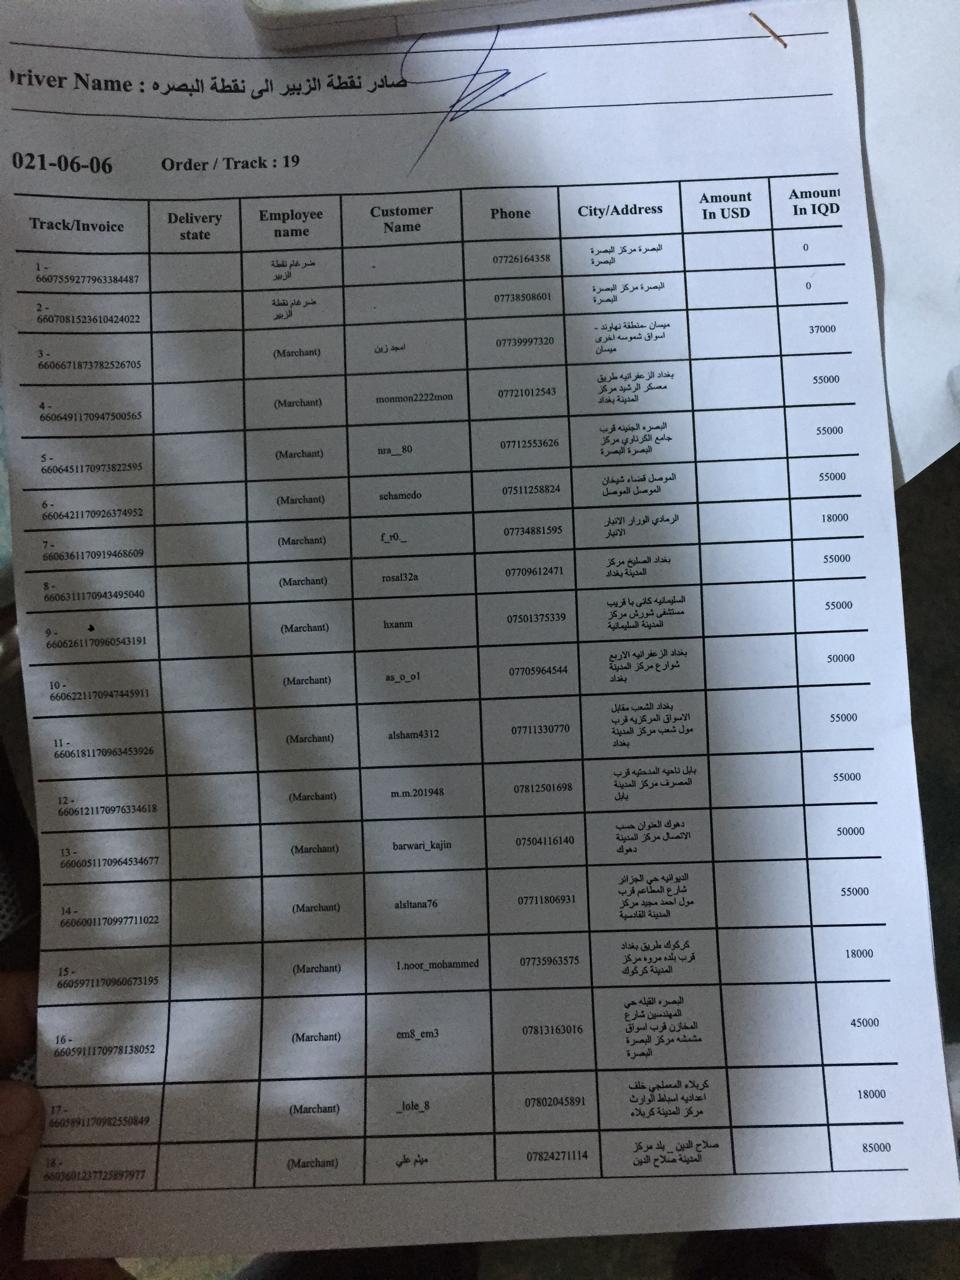 Driver Name : صادر نقطة الزبير الى نقطة البصره
021-06-06 Order / Track : 19
Track/Invoice Delivery state Employee name Customer Name Phone City/Address Amount In USD Amount In IQD
1 - 6607559277963384487 ضرغام نقطة الزبير . 07726164358 البصرة مركز البصرة البصرة 0
2 - 6607081523610424022 ضرغام نقطة الزبير 07738508601 البصرة مركز البصرة البصرة 0
3 - 6606671873782526705 (Marchant) امجد زين 07739997320 ميسان -منطقة نهاوند - اسواق شموسه اخرى ميسان 37000
4 - 6606491170947500565 (Marchant) monmon2222mon 07721012543 بغداد الزعفرانيه طريق معسكر الرشيد مركز المدينة بغداد 55000
5 - 6606451170973822595 (Marchant) nra__80 07712553626 البصره الجنينه قرب جامع الكرناوي مركز البصرة البصرة 55000
6 - 6606421170926374952 (Marchant) sehamedo 07511258824 الموصل قضاء شيخان الموصل الموصل 55000
7 - 6606361170919468609 (Marchant) f_r0._ 07734881595 الرمادي الورار الانبار الانبار 18000
8 - 6606311170943495040 (Marchant) rosal32a 07709612471 بغداد الصليخ مركز المدينة بغداد 55000
9 - 6606261170960543191 (Marchant) hxanm 07501375339 السليمانيه كانى با قريب مستشفى شورش مركز المدينة السليمانية 55000
10 - 6606221170947445911 (Marchant) as_o_o1 07705964544 بغداد الزعفرانيه الاربع شوارع مركز المدينة بغداد 50000
11 - 6606181170963453926 (Marchant) alsham4312 07711330770 بغداد الشعب مقابل الاسواق المركزيه قرب مول شعب مركز المدينة بغداد 55000
12 - 6606121170976334618 (Marchant) m.m.201948 07812501698 بابل ناحيه المدحتيه قرب المصرف مركز المدينة بابل 55000
13 - 6606051170964534677 (Marchant) barwari_kajin 07504116140 دهوك العنوان حسب الاتصال مركز المدينة دهوك 50000
14 - 6606001170997711022 (Marchant) alsltana76 07711806931 الديوانيه حي الجزائر شارع المطاعم قرب مول احمد مجيد مركز المدينة القادسية 55000
15 - 6605971170960673195 (Marchant) 1.noor_mohammed 07735963575 كركوك طريق بغداد قرب بلده مروه مركز المدينة كركوك 18000
16 - 6605911170978138052 (Marchant) em8_em3 07813163016 البصره القبله حي المهندسين شارع المخازن قرب اسواق مشمشه مركز البصرة البصرة 45000
17 - 6605891170982550849 (Marchant) _lole_8 07802045891 كربلاء المعملجي خلف اعداديه اسباط الوارث مركز المدينة كربلاء 18000
18 - 6603601237725897977 (Marchant) ميثم علي 07824271114 صلاح الدين _ بلد مركز المدينة صلاح الدين 85000